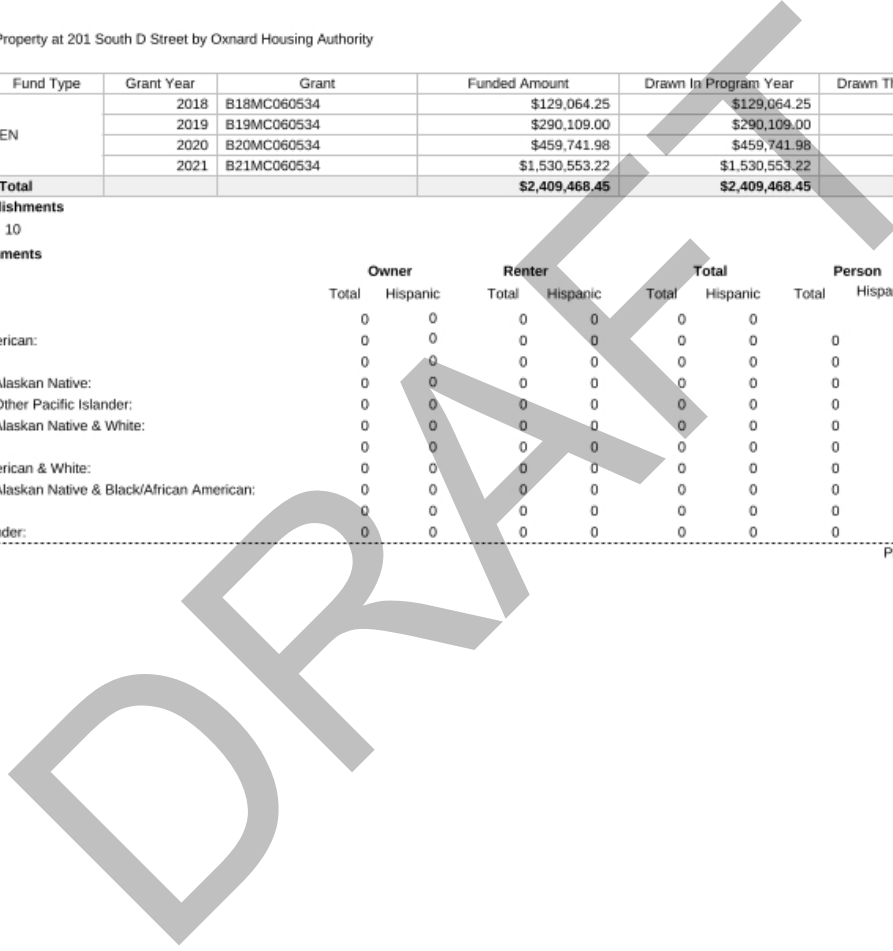 Property at 201 South D Street by Oxnard Housing Authority
Fund Type Grant Year Grant Funded Amount Drawn In Program Year Drawn Th
2018 B18MC060534 $129,064.25 $129,064.25
EN
2019 B19MC060534 $290,109.00 $290,109.00
2020 B20MC060534 $459,741.98 $459,741.98
2021 B21MC060534 $1,530,553.22 $1,530,553.22
Total $2,409,468.45 $2,409,468.45
lishments
10
ments
Owner Renter Total Person
Total Hispanic Total Hispanic Total Hispanic Total Hispa
0 0 0 0 0 0
erican: 0 0 0 0 0 0 0
0 0 0 0 0 0 0
Alaskan Native: 0 0 0 0 0 0 0
Other Pacific Islander: 0 0 0 0 0 0 0
Alaskan Native & White: 0 0 0 0 0 0 0
0 0 0 0 0 0 0
erican & White: 0 0 0 0 0 0 0
Alaskan Native & Black/African American: 0 0 0 0 0 0 0
0 0 0 0 0 0 0
der: 0 0 0 0 0 0 0
P
DRAFT